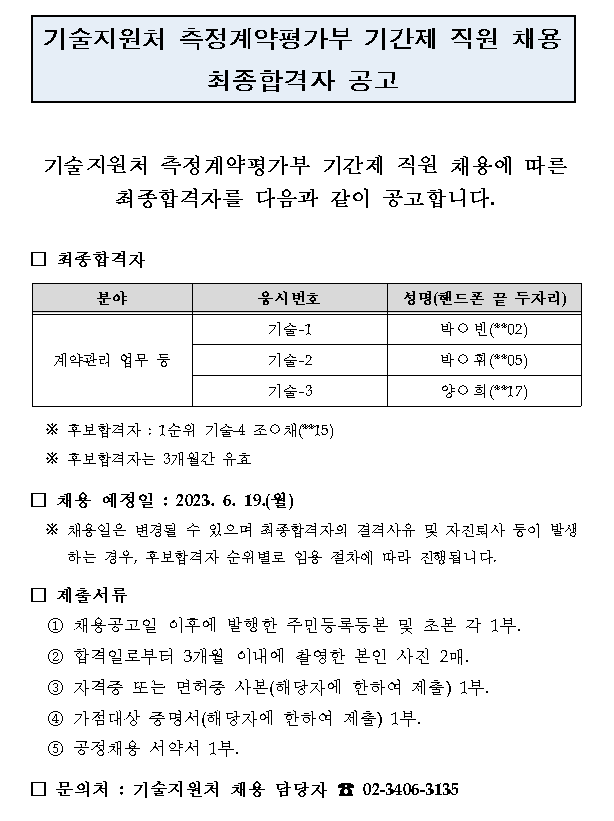 기술지원처 측정계약평가부 기간제 직원 채용
최종합격자 공고
기술지원처 측정계약평가부 기간제 직원 채용에 따른
최종합격자를 다음과 같이 공고합니다.
□ 최종합격자
분야 응시번호 성명(핸드폰 끝 두자리)
기술-1 박○빈(**02)
계약관리 업무 등 기술-2 박○휘(**05)
기술-3 양○희(**17)
※ 후보합격자 : 1순위 기술-4 조○채(**15)
※ 후보합격자는 3개월간 유효
□ 채용 예정일 : 2023. 6. 19.(월)
※ 채용일은 변경될 수 있으며 최종합격자의 결격사유 및 자진퇴사 등이 발생
하는 경우, 후보합격자 순위별로 임용 절차에 따라 진행됩니다.
□ 제출서류
① 채용공고일 이후에 발행한 주민등록등본 및 초본 각 1부.
② 합격일로부터 3개월 이내에 촬영한 본인 사진 2매.
③ 자격증 또는 면허증 사본(해당자에 한하여 제출) 1부.
④ 가점대상 증명서(해당자에 한하여 제출) 1부.
⑤ 공정채용 서약서 1부.
□ 문의처 : 기술지원처 채용 담당자 ☎ 02-3406-3135